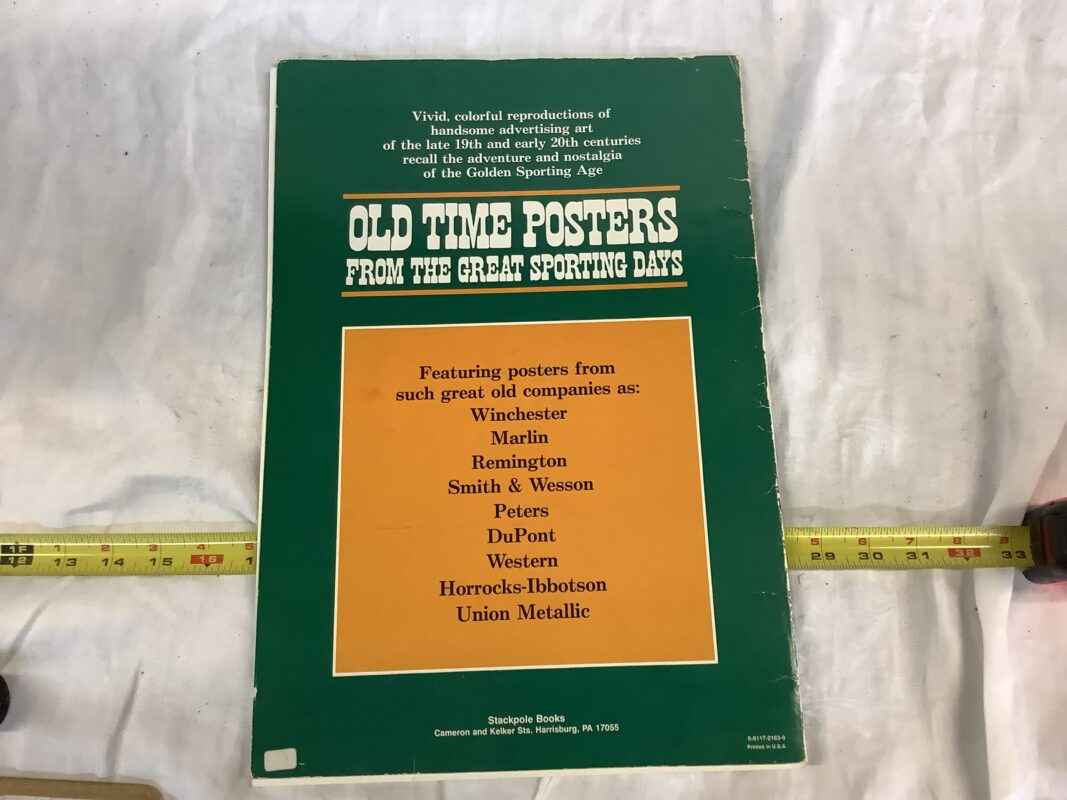 Vivid, colorful reproductions of
handsome advertising art
of the late 19th and early 20th centuries
recall the adventure and nostalgia
of the Golden Sporting Age
OLD TIME POSTERS
FROM THE GREAT SPORTING DAYS
Featuring posters from
such great old companies as:
Winchester
Marlin
Remington
Smith & Wesson
Peters
DuPont
Western
Horrocks-Ibbotson
Union Metallic
1F 1 2 3 4 5
12 13 14 15 16
5 6 7 8 9
29 30 31 32 33
Stackpole Books
Cameron and Kelker Sts. Harrisburg, PA 17055
Printed in U.S.A.